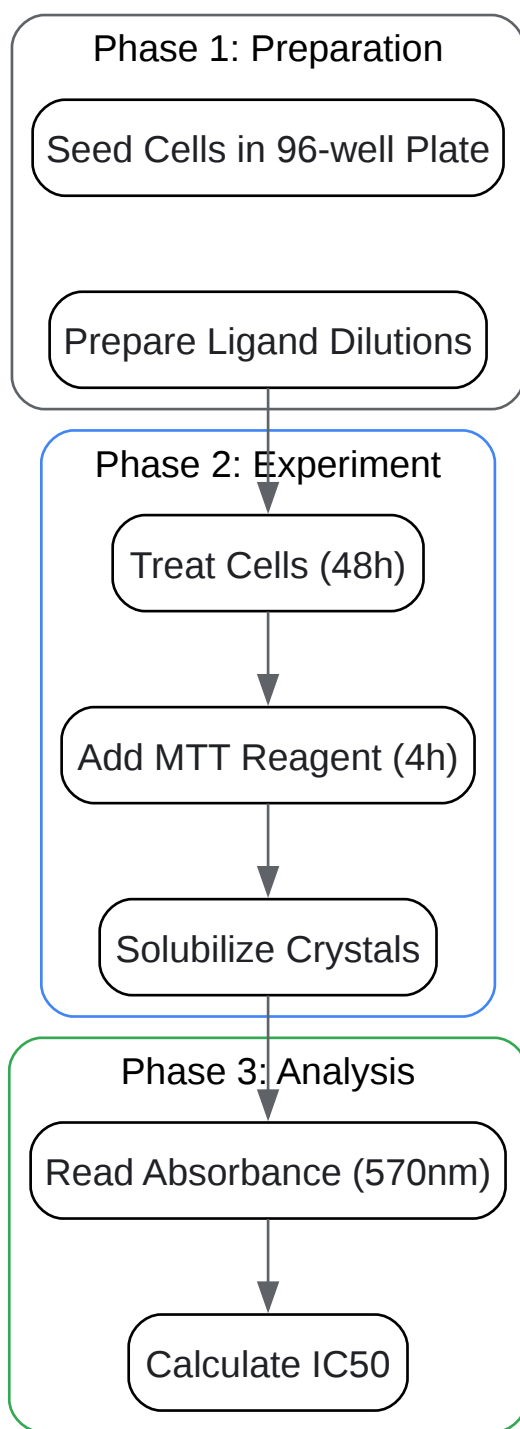 Phase 1: Preparation
Seed Cells in 96-well Plate
Prepare Ligand Dilutions
Phase 2: Experiment
Treat Cells (48h)
Add MTT Reagent (4h)
Solubilize Crystals
Phase 3: Analysis
Read Absorbance (570nm)
Calculate IC50